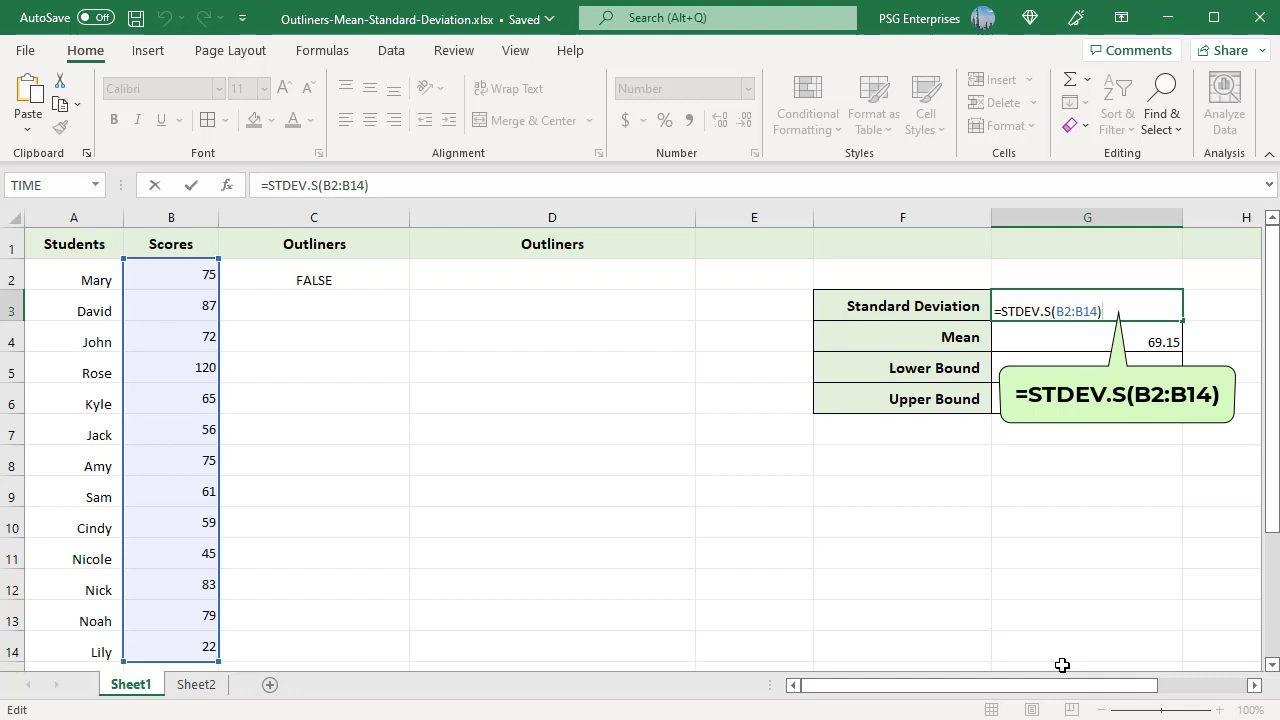 AutoSave Off Outliners-Mean-Standard-Deviation.xlsx - Saved Search (Alt+Q) PSG Enterprises
File Home Insert Page Layout Formulas Data Review View Help Comments Share
Paste
Clipboard
Calibri 11
B I U A
Font
Wrap Text
Merge & Center
Alignment
Number
$ % 9
Number
Conditional Formatting
Format as Table
Cell Styles
Styles
Insert
Delete
Format
Cells
Sort & Filter
Find & Select
Editing
Analyze Data
Analysis
TIME fx =STDEV.S(B2:B14)
A B C D E F G H
1 Students Scores Outliners Outliners
2 Mary 75 FALSE
3 David 87 Standard Deviation =STDEV.S(B2:B14)
4 John 72 Mean 69.15
5 Rose 120 Lower Bound
6 Kyle 65 Upper Bound
=STDEV.S(B2:B14)
7 Jack 56
8 Amy 75
9 Sam 61
10 Cindy 59
11 Nicole 45
12 Nick 83
13 Noah 79
14 Lily 22
Sheet1 Sheet2
Edit 100%